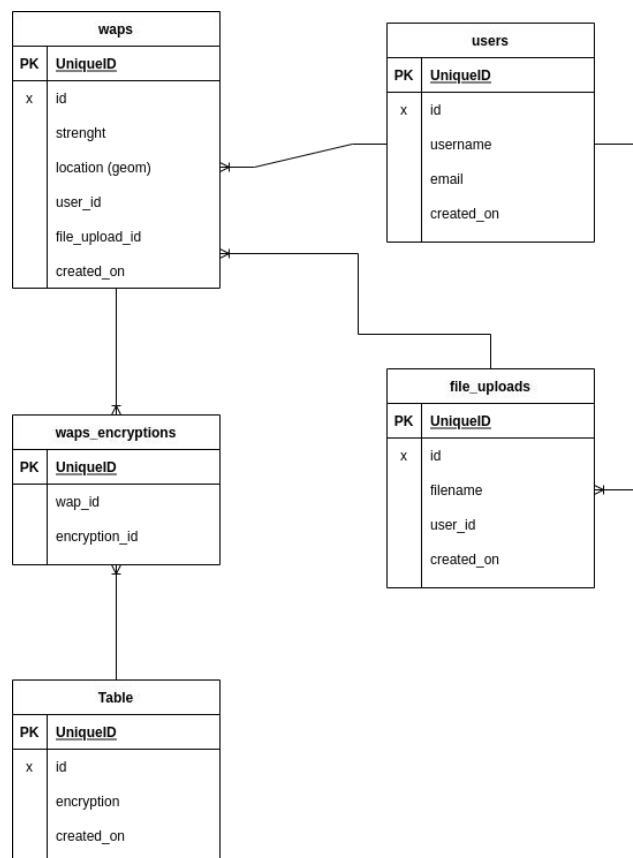 waps
PK UniqueID
x id
strenght
location (geom)
user_id
file_upload_id
created_on
users
PK UniqueID
x id
username
email
created_on
file_uploads
PK UniqueID
x id
filename
user_id
created_on
waps_encryptions
PK UniqueID
wap_id
encryption_id
Table
PK UniqueID
x id
encryption
created_on